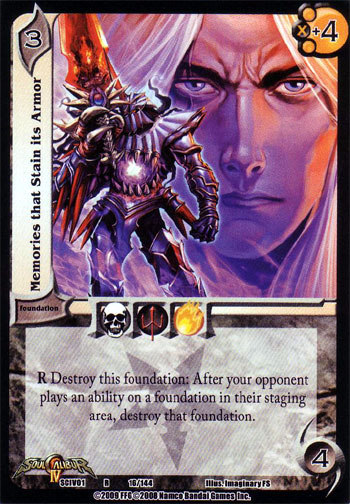 3
X +4
Memories that Stain its Armor
Foundation
R Destroy this foundation: After your opponent
plays an ability on a foundation in their staging
area, destroy that foundation.
4
SOULCALIBUR
IV
SCIV01 R 10/144 Illus. Imaginary FS
©2009 FFG ©2008 Namco Bandai Games Inc.